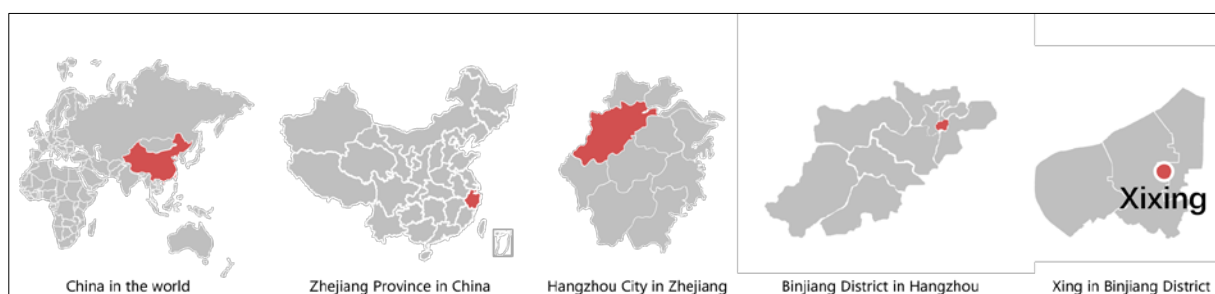 Xixing
China in the world
Zhejiang Province in China
Hangzhou City in Zhejiang
Binjiang District in Hangzhou
Xing in Binjiang District